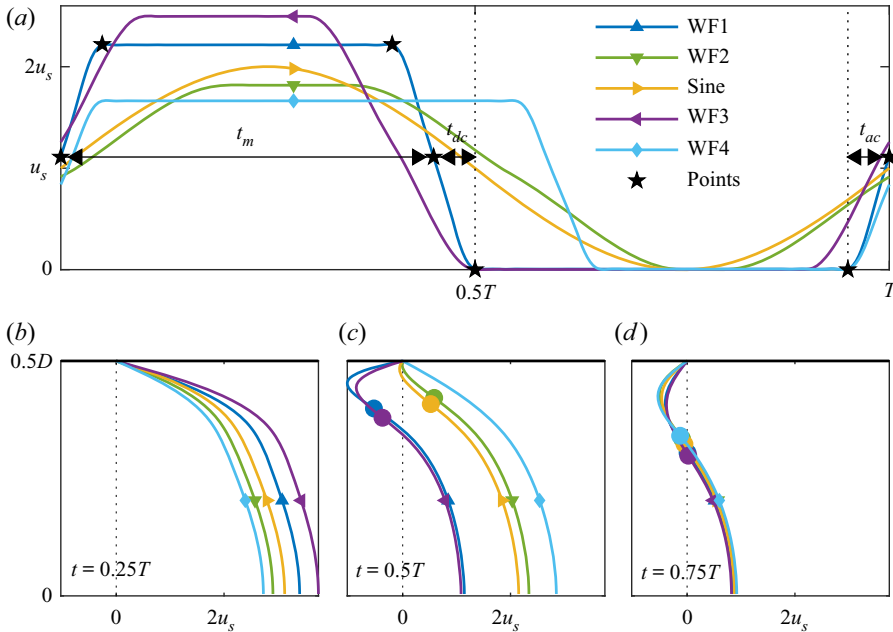 (a)
2u_s
u_s
0
t_m
t_dc
t_ac
WF1
WF2
Sine
WF3
WF4
Points
0.5T
T
(b)
(c)
(d)
0.5D
0
t = 0.25T
t = 0.5T
t = 0.75T
0
2u_s
0
2u_s
0
2u_s